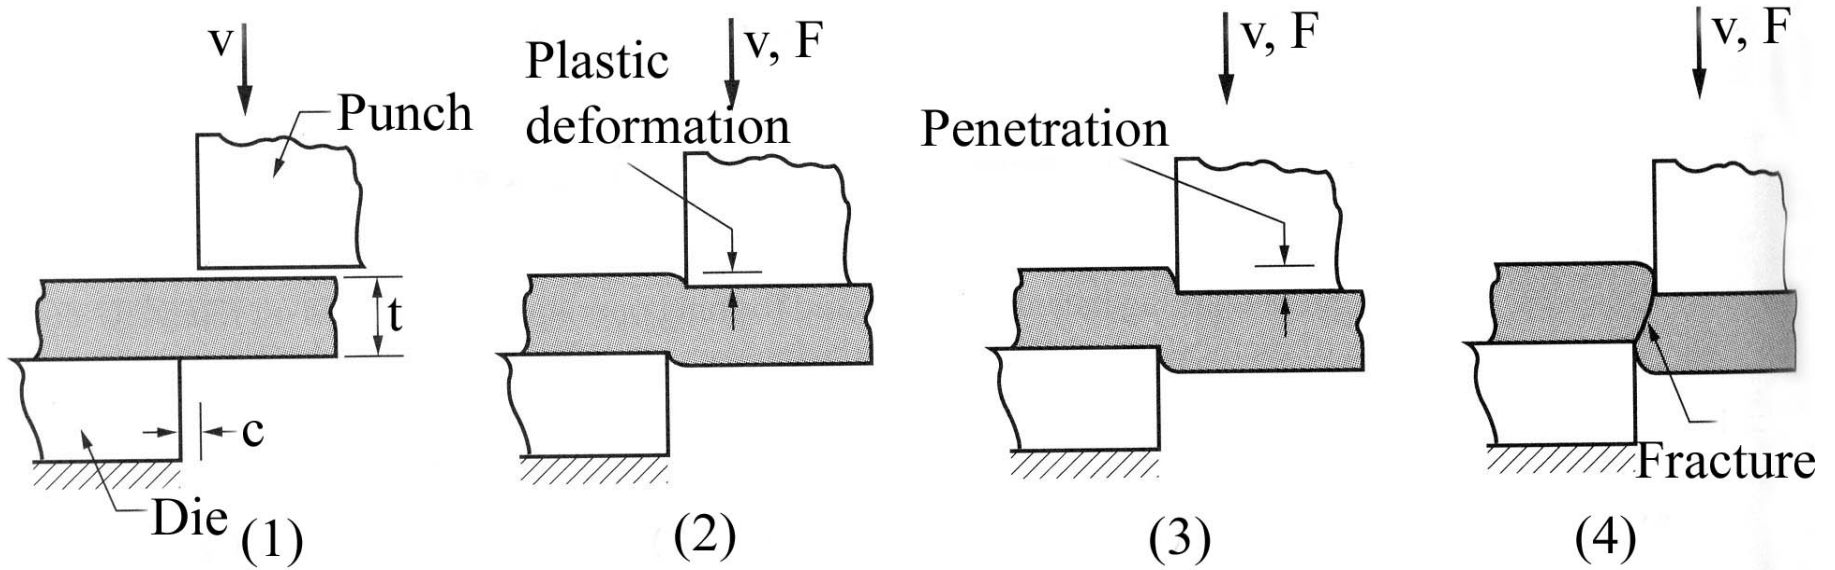 v
Punch
t
c
Die
(1)
Plastic
deformation
v, F
(2)
Penetration
v, F
(3)
v, F
Fracture
(4)